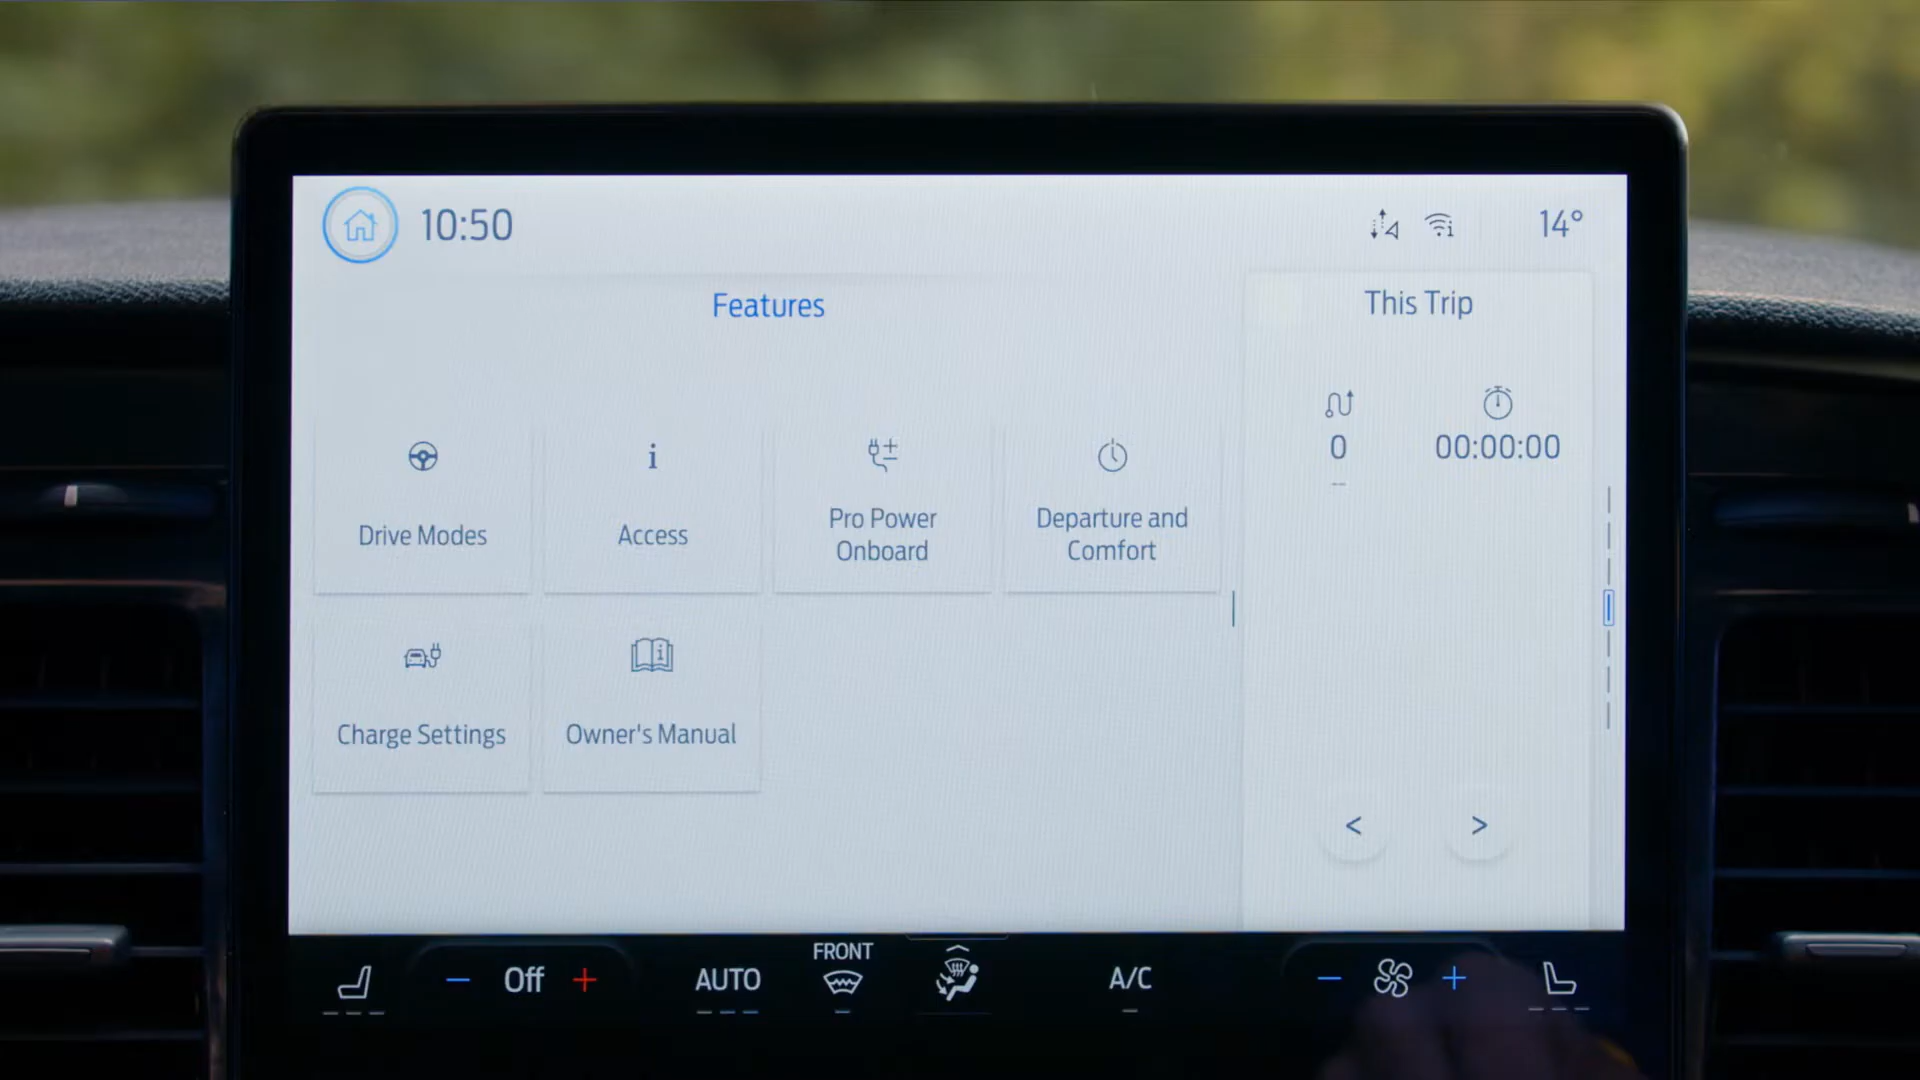 10:50
14°
Features
This Trip
0
00:00:00
--
Drive Modes
Access
Pro Power
Onboard
Departure and
Comfort
Charge Settings
Owner's Manual
<
>
− Off +
AUTO
FRONT
A/C
− +